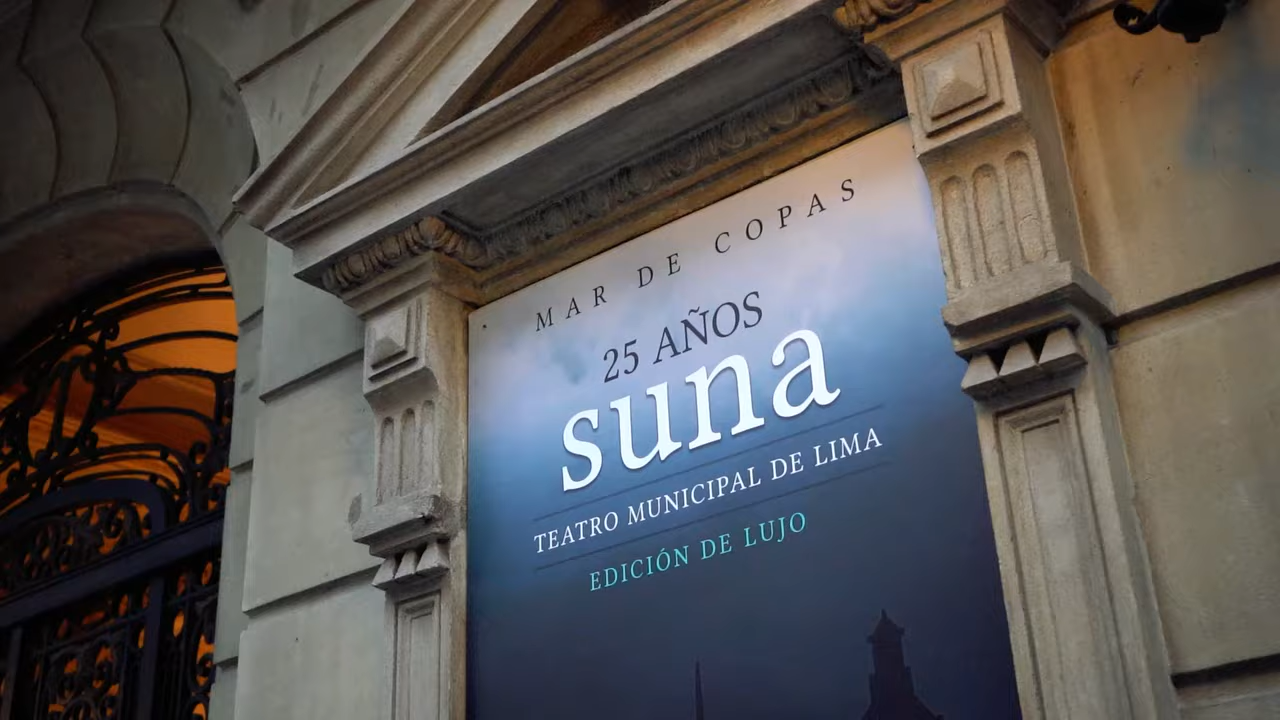 MAR DE COPAS
25 AÑOS
suna
TEATRO MUNICIPAL DE LIMA
EDICIÓN DE LUJO